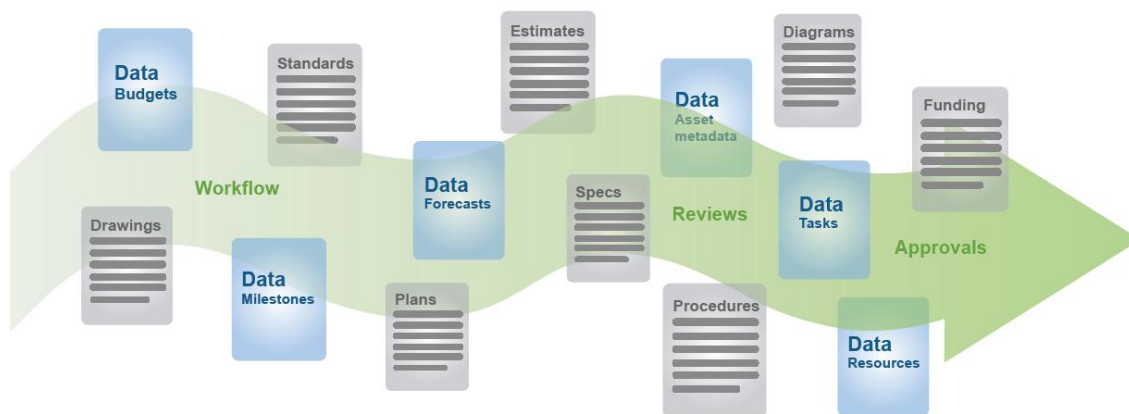 Estimates
Diagrams
Standards
Data
Budgets
Data
Asset
metadata
Funding
Data
Forecasts
Workflow
Specs
Data
Tasks
Reviews
Drawings
Approvals
Data
Milestones
Plans
Procedures
Data
Resources